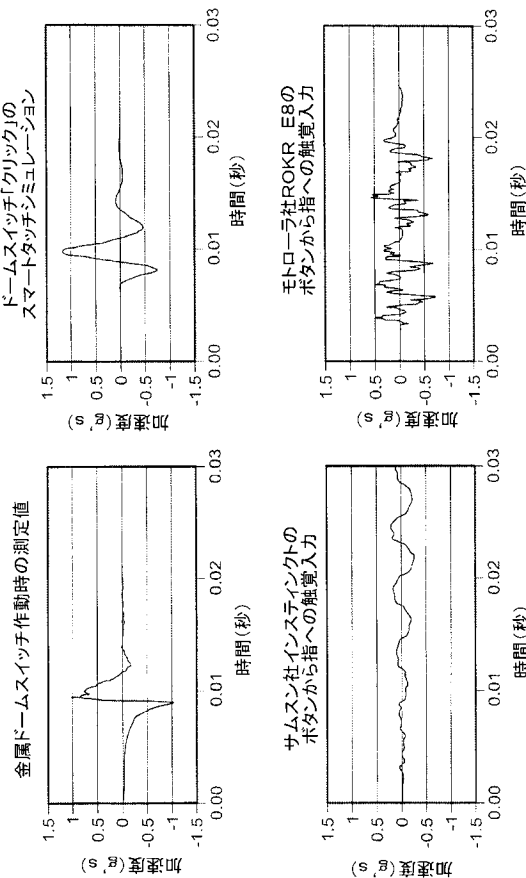 金属ドームスイッチ作動時の測定値
加速度(g's)
1.5
1
0.5
0
-0.5
-1
-1.5
0.00
0.01
0.02
0.03
時間(秒)
ドームスイッチ「クリック」の
スマートタッチシミュレーション
加速度(g's)
1.5
1
0.5
0
-0.5
-1
-1.5
0.00
0.01
0.02
0.03
時間(秒)
サムスン社インスティンクトの
ボタンから指への触覚入力
加速度(g's)
1.5
1
0.5
0
-0.5
-1
-1.5
0.00
0.01
0.02
0.03
時間(秒)
モトローラ社ROKR E8の
ボタンから指への触覚入力
加速度(g's)
1.5
1
0.5
0
-0.5
-1
-1.5
0.00
0.01
0.02
0.03
時間(秒)